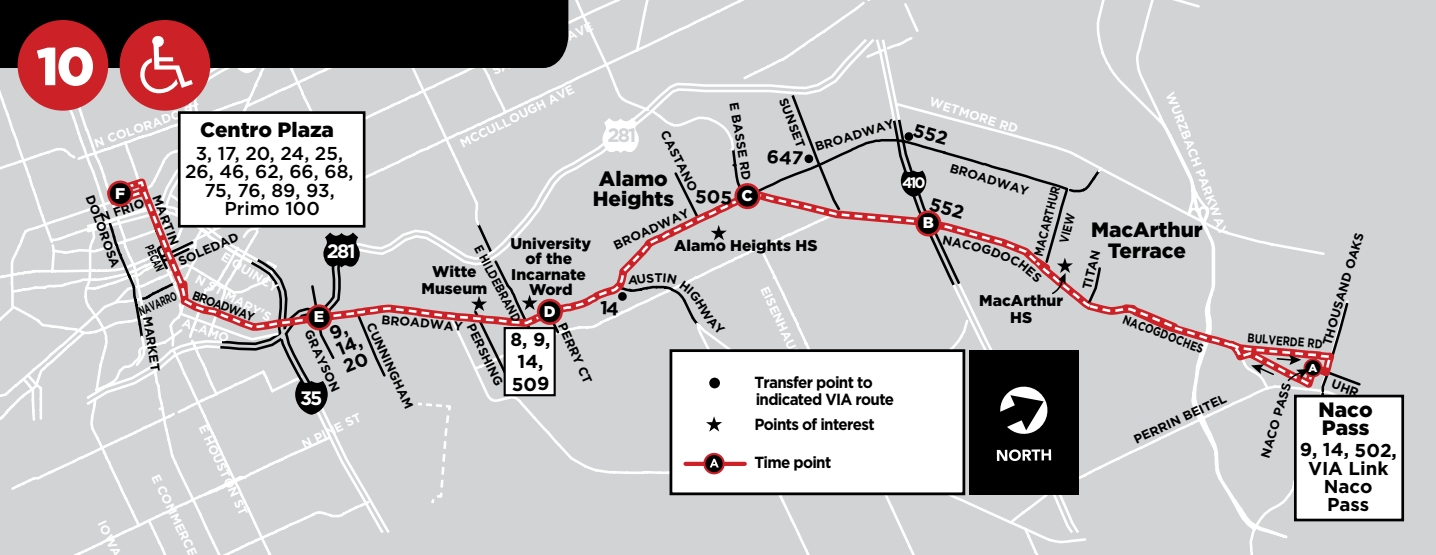 10
Centro Plaza
3, 17, 20, 24, 25,
26, 46, 62, 66, 68,
75, 76, 89, 93,
Primo 100
F
N FRIO
DOLOROSA
MARTIN
PECAN
SOLEDAD
NAVARRO
MARKET
BROADWAY
N COLORADO
E QUINCY
N ST MARY'S
ALAMO
281
E
9,
14,
20
GRAYSON
35
CUNNINGHAM
N PINE ST
E HOUSTON ST
E COMMERCE
BROADWAY
Witte
Museum
PERSHING
E HILDEBRAND
University
of the
Incarnate
Word
D
PERRY CT
8, 9,
14,
509
14
AUSTIN HIGHWAY
MCCULLOUGH AVE
AVE
281
Alamo
Heights
BROADWAY
CASTANO
505
C
E BASSE RD
Alamo Heights HS
SUNSET
647
BROADWAY
552
WETMORE RD
WURZBACH PARKWAY
410
552
B
BROADWAY
NACOGDOCHES
MACARTHUR
VIEW
MacArthur
Terrace
TITAN
MacArthur
HS
NACOGDOCHES
PERRIN BEITEL
BULVERDE RD
THOUSAND OAKS
A
UHR
NACO PASS
Naco
Pass
9, 14, 502,
VIA Link
Naco
Pass
Transfer point to
indicated VIA route
Points of interest
A
Time point
NORTH